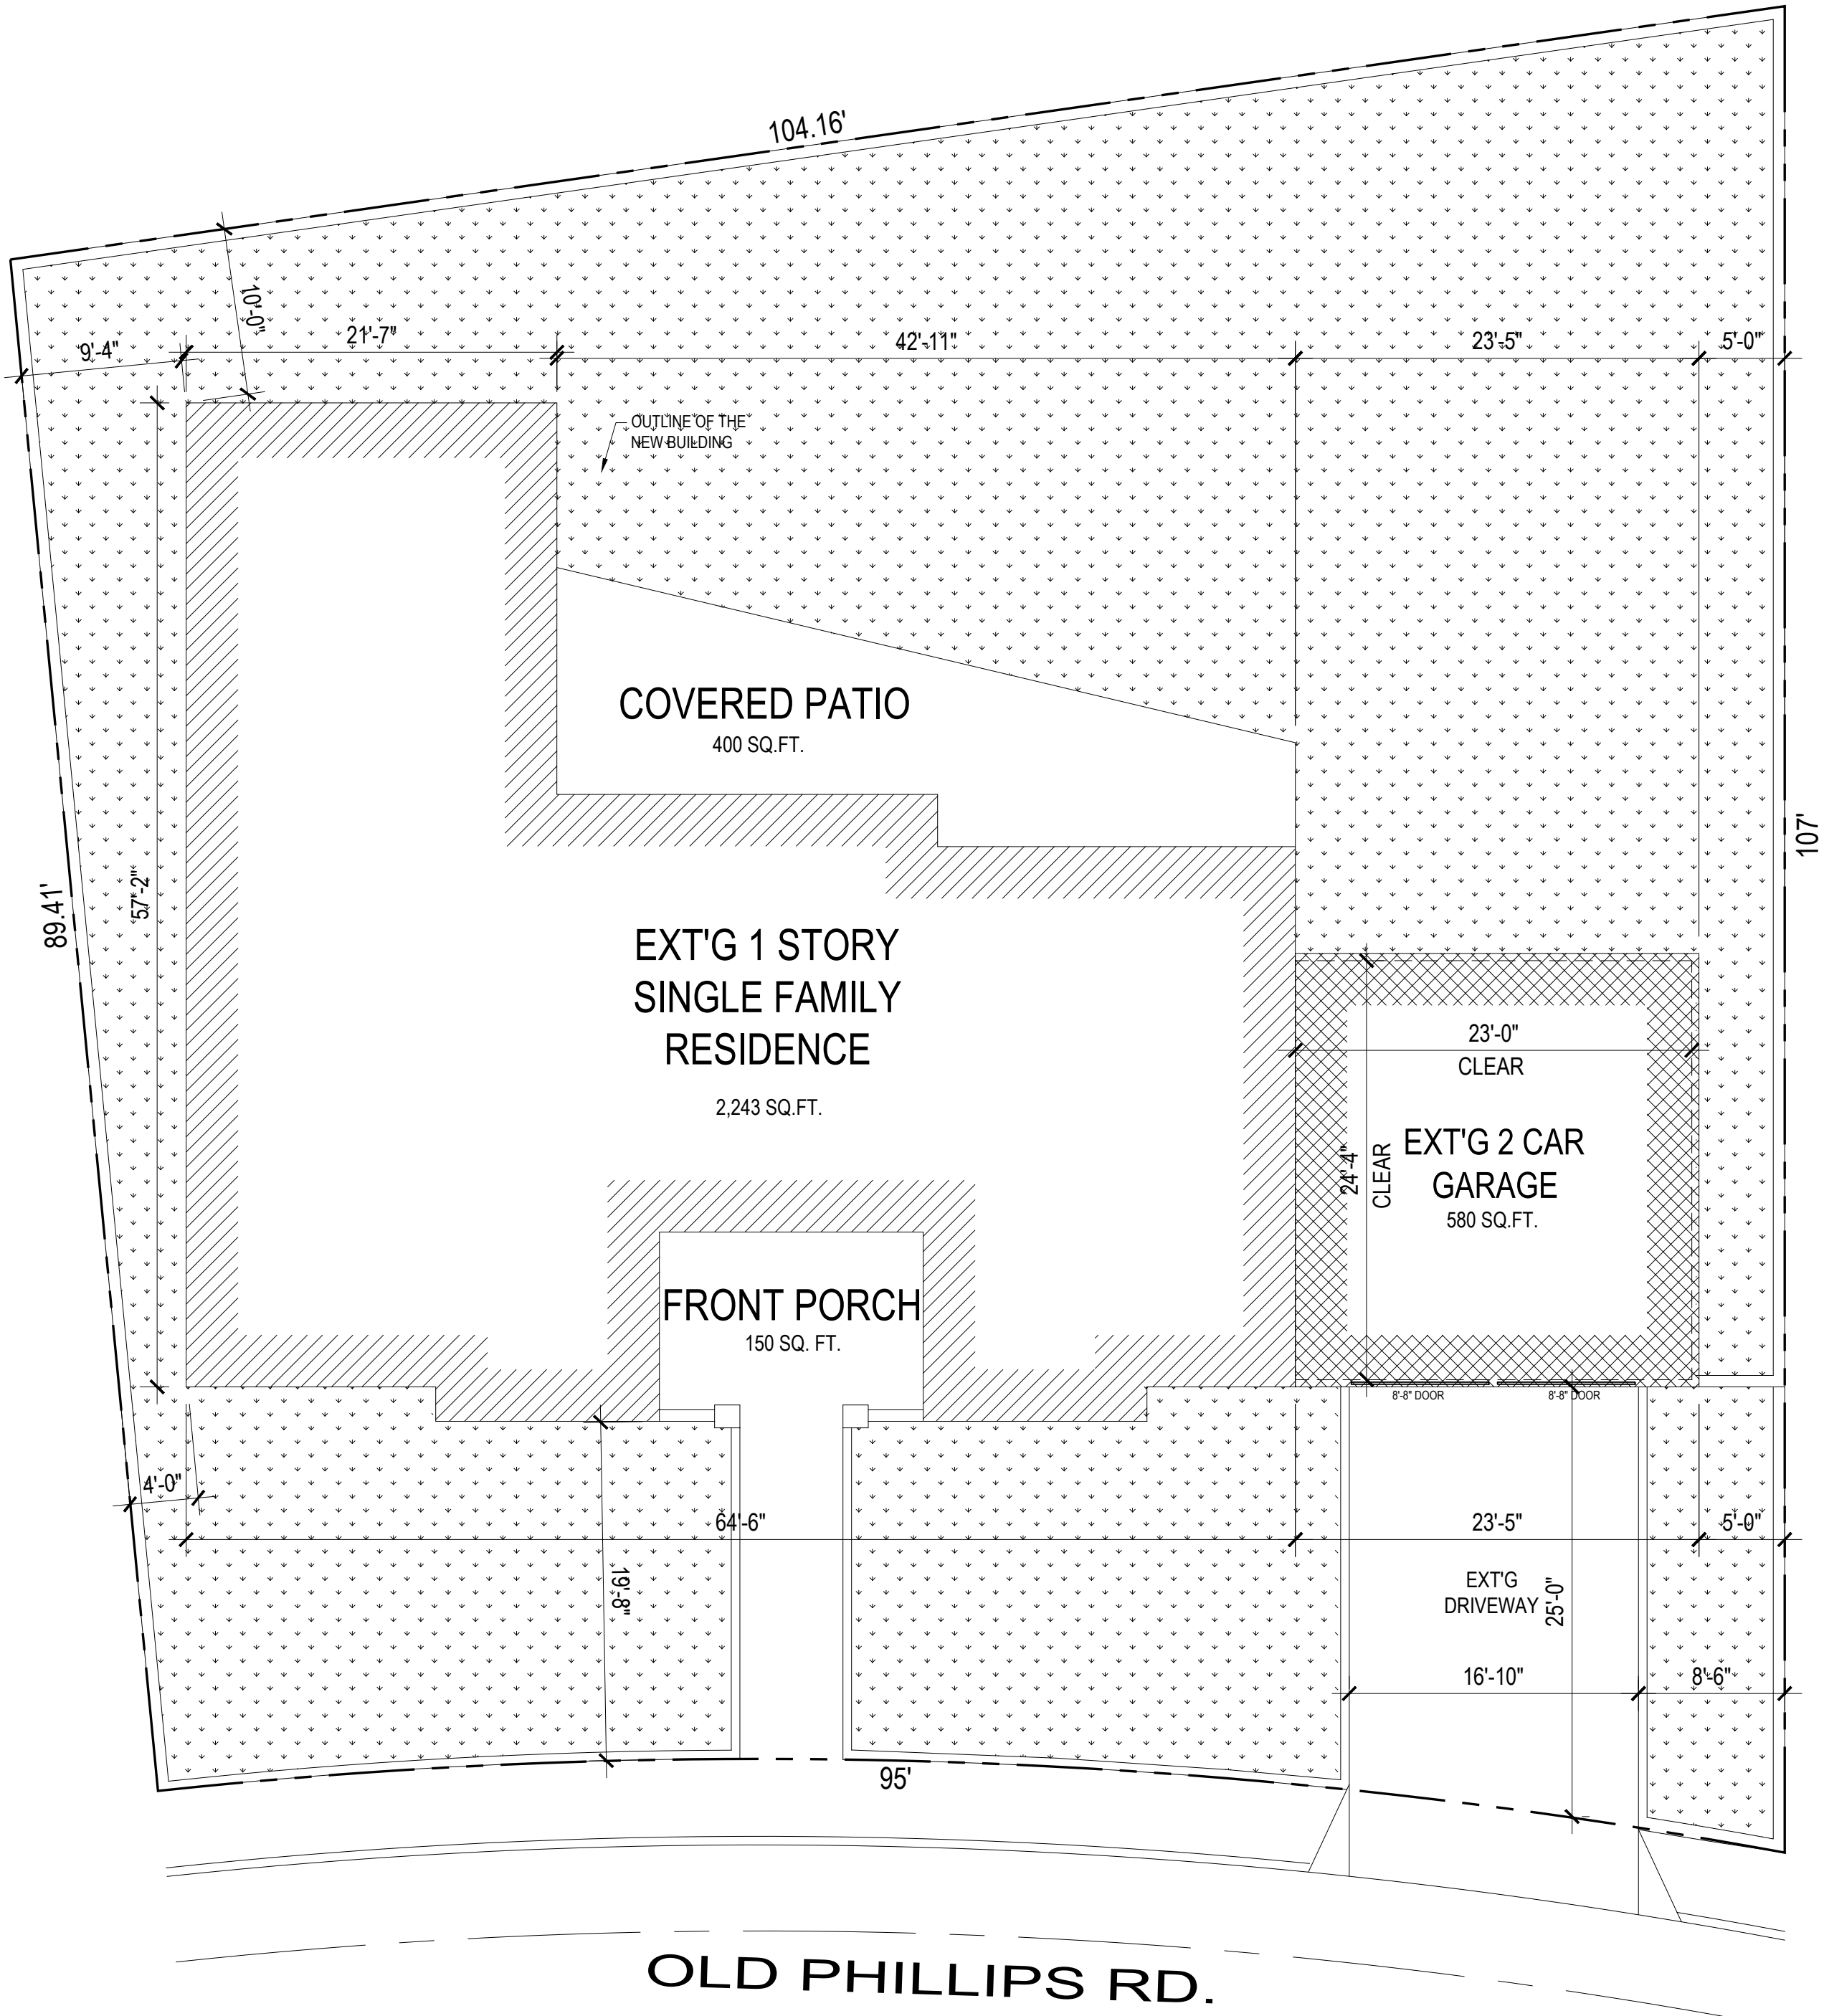 104.16'
10'-0"
9'-4"
21'-7"
42'-11"
23'-5"
5'-0"
OUTLINE OF THE
NEW BUILDING
COVERED PATIO
400 SQ.FT.
107'
57'-2"
89.41'
EXT'G 1 STORY
SINGLE FAMILY
RESIDENCE
2,243 SQ.FT.
23'-0"
CLEAR
24'-4"
CLEAR
EXT'G 2 CAR
GARAGE
580 SQ.FT.
FRONT PORCH
150 SQ. FT.
8'-8" DOOR
8'-8" DOOR
4'-0"
64'-6"
23'-5"
5'-0"
19'-8"
EXT'G
DRIVEWAY
25'-0"
16'-10"
8'-6"
95'
OLD PHILLIPS RD.